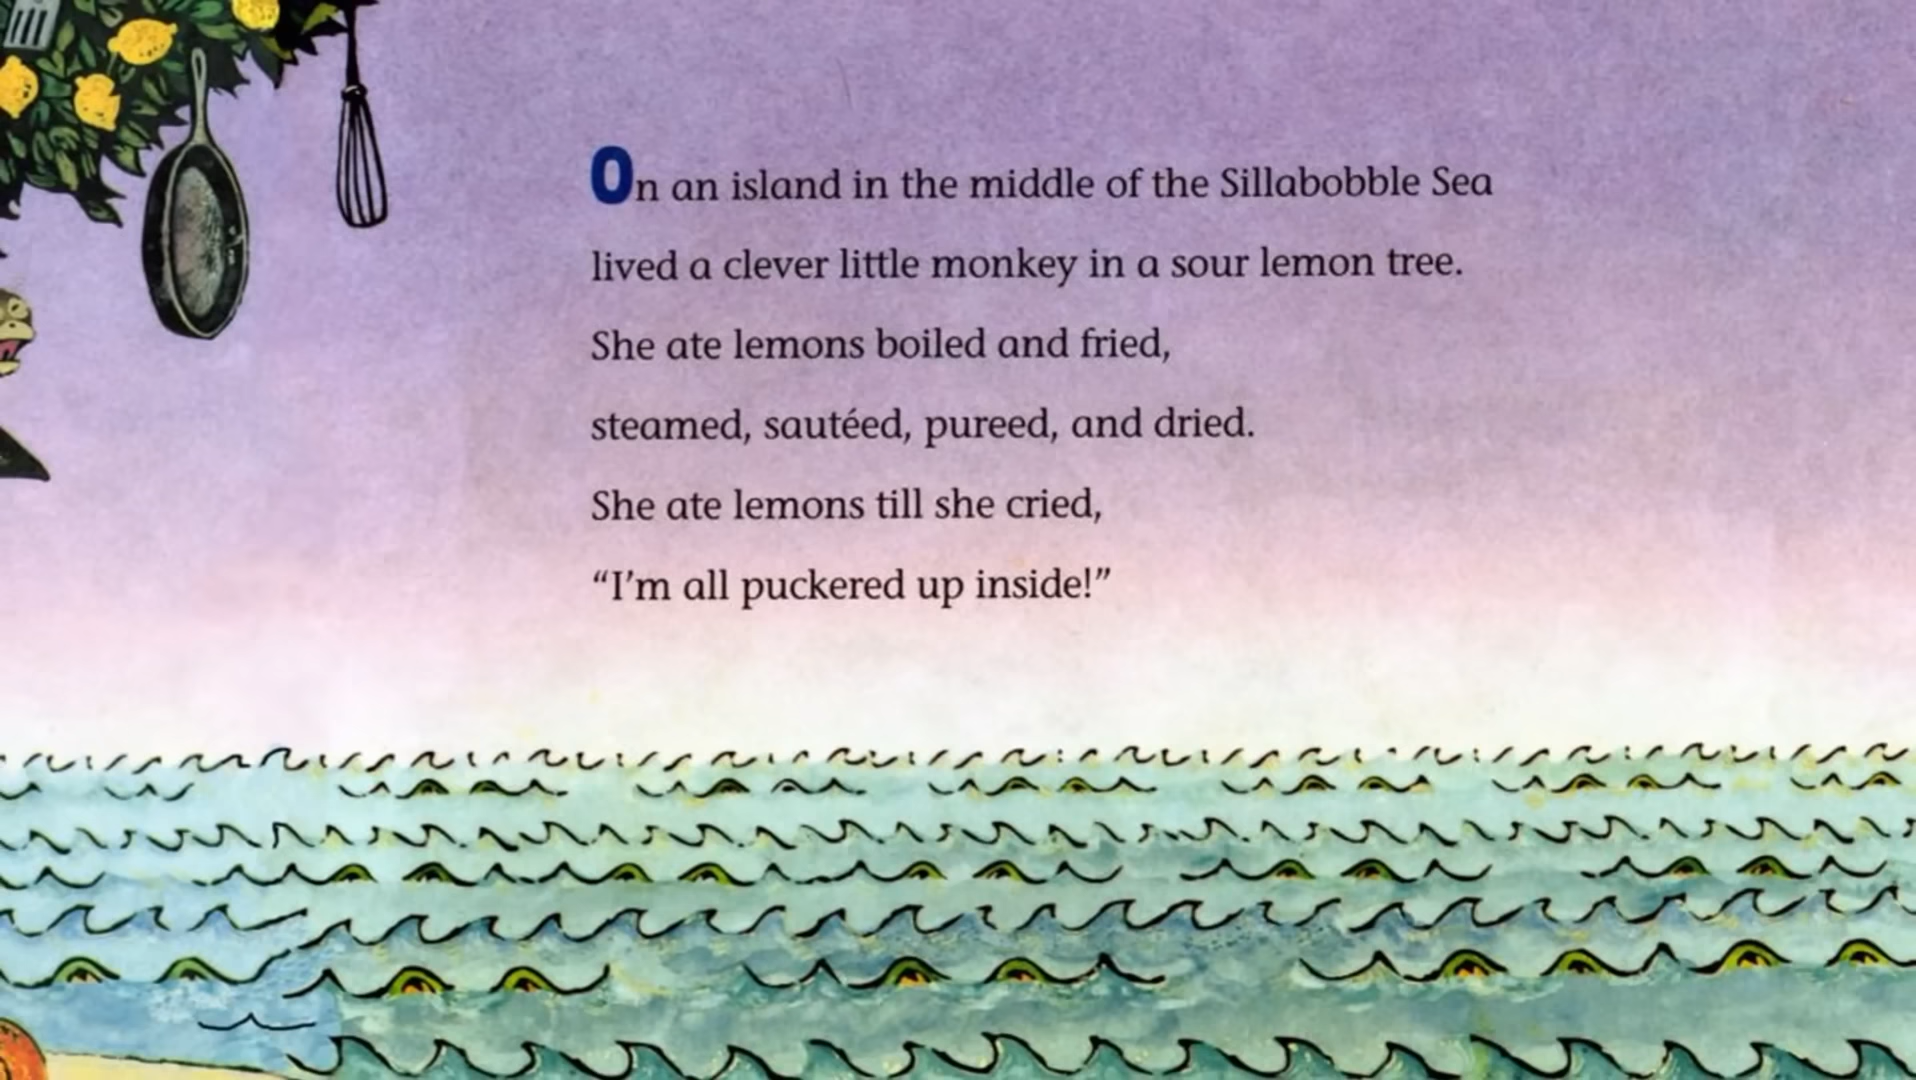 On an island in the middle of the Sillabobble Sea
lived a clever little monkey in a sour lemon tree.
She ate lemons boiled and fried,
steamed, sautéed, pureed, and dried.
She ate lemons till she cried,
“I’m all puckered up inside!”